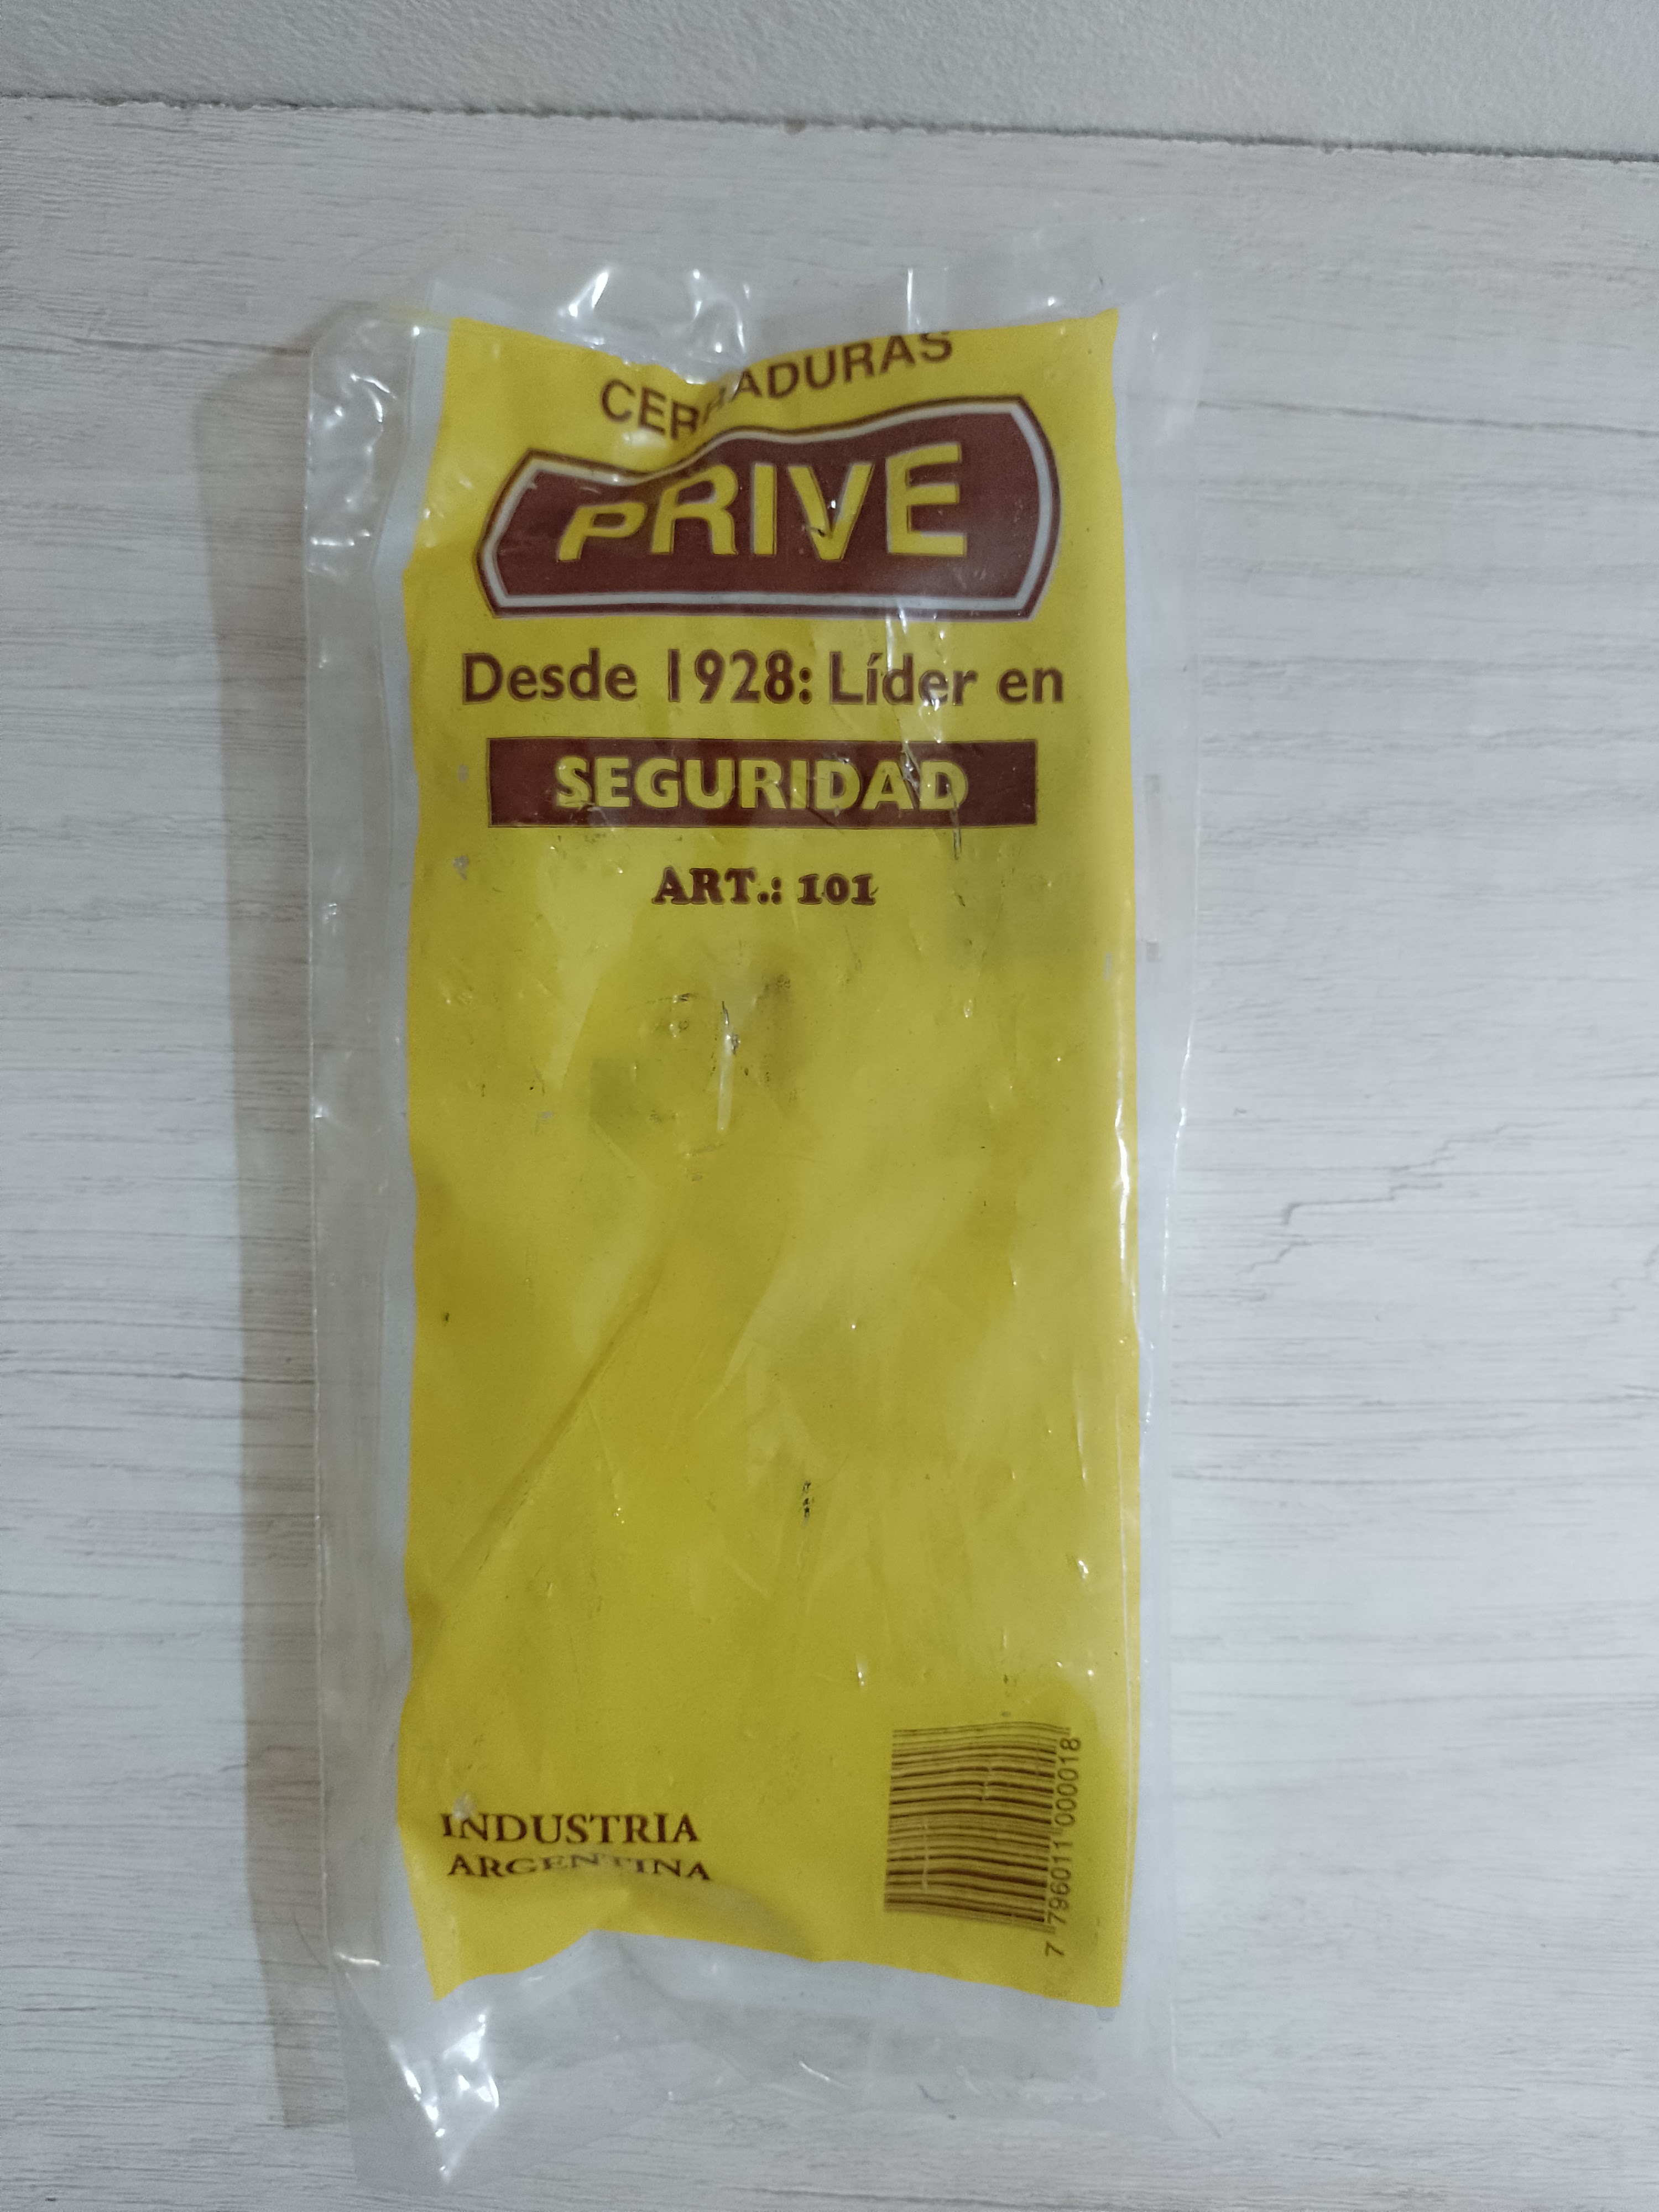 CERRADURAS
PRIVE
Desde 1928: Líder en
SEGURIDAD
ART.: 101
INDUSTRIA
ARGENTINA
7 796011 000018